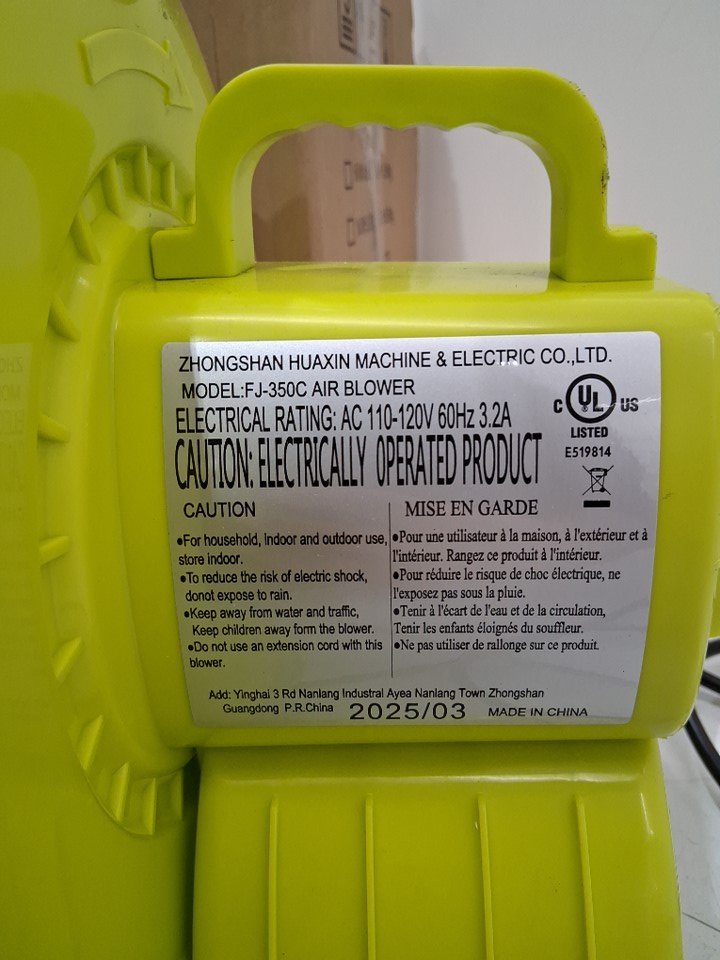 ZHONGSHAN HUAXIN MACHINE & ELECTRIC CO.,LTD.
MODEL:FJ-350C AIR BLOWER
ELECTRICAL RATING: AC 110-120V 60Hz 3.2A
CAUTION: ELECTRICALLY OPERATED PRODUCT
C UL US
LISTED
E519814
CAUTION
•For household, Indoor and outdoor use,
store indoor.
•To reduce the risk of electric shock,
donot expose to rain.
•Keep away from water and traffic,
Keep children away form the blower.
•Do not use an extension cord with this
blower.
MISE EN GARDE
•Pour une utilisateur à la maison, à l'extérieur et à
l'intérieur. Rangez ce produit à l'intérieur.
•Pour réduire le risque de choc électrique, ne
l'exposez pas sous la pluie.
•Tenir à l'écart de l'eau et de la circulation,
Tenir les enfants éloignés du souffleur.
•Ne pas utiliser de rallonge sur ce produit.
Add: Yinghai 3 Rd Nanlang Industral Ayea Nanlang Town Zhongshan
Guangdong P.R.China
2025/03
MADE IN CHINA